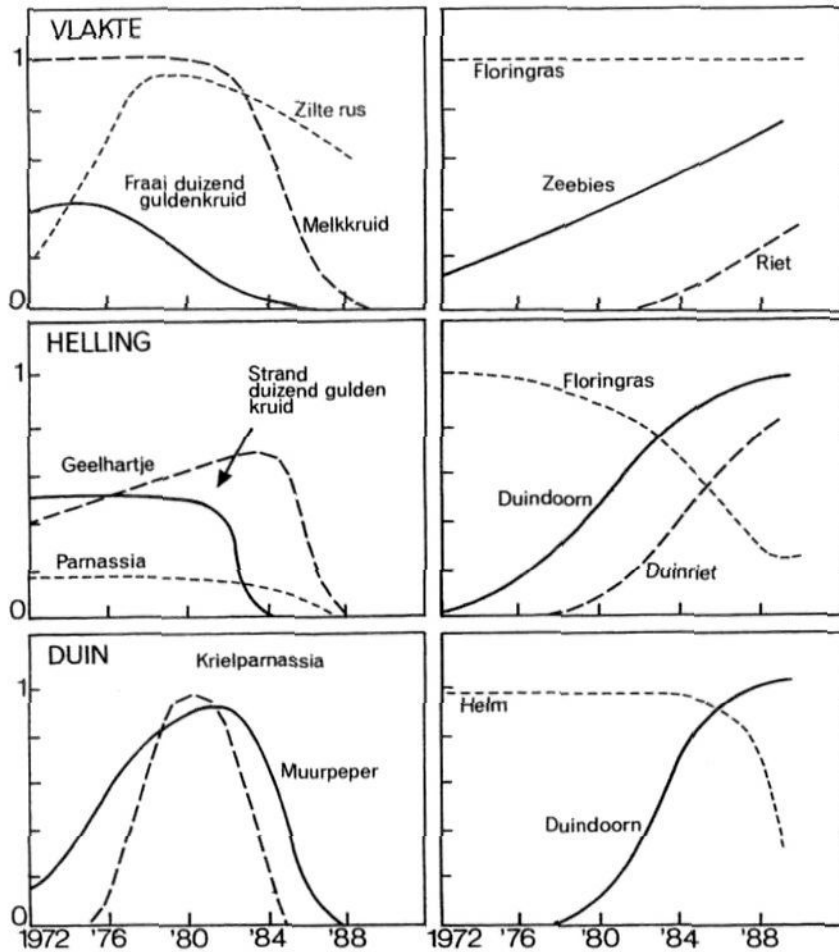 VLAKTE
1
Zilte rus
Fraai duizend
guldenkruid
Melkkruid
0
Floringras
Zeebies
Riet
HELLING
1
Strand
duizend gulden
kruid
Geelhartje
Parnassia
0
Floringras
Duindoorn
Duinriet
DUIN
1
Krielparnassia
Muurpeper
0
1972 '76 '80 '84 '88
Helm
Duindoorn
1972 '76 '80 '84 '88